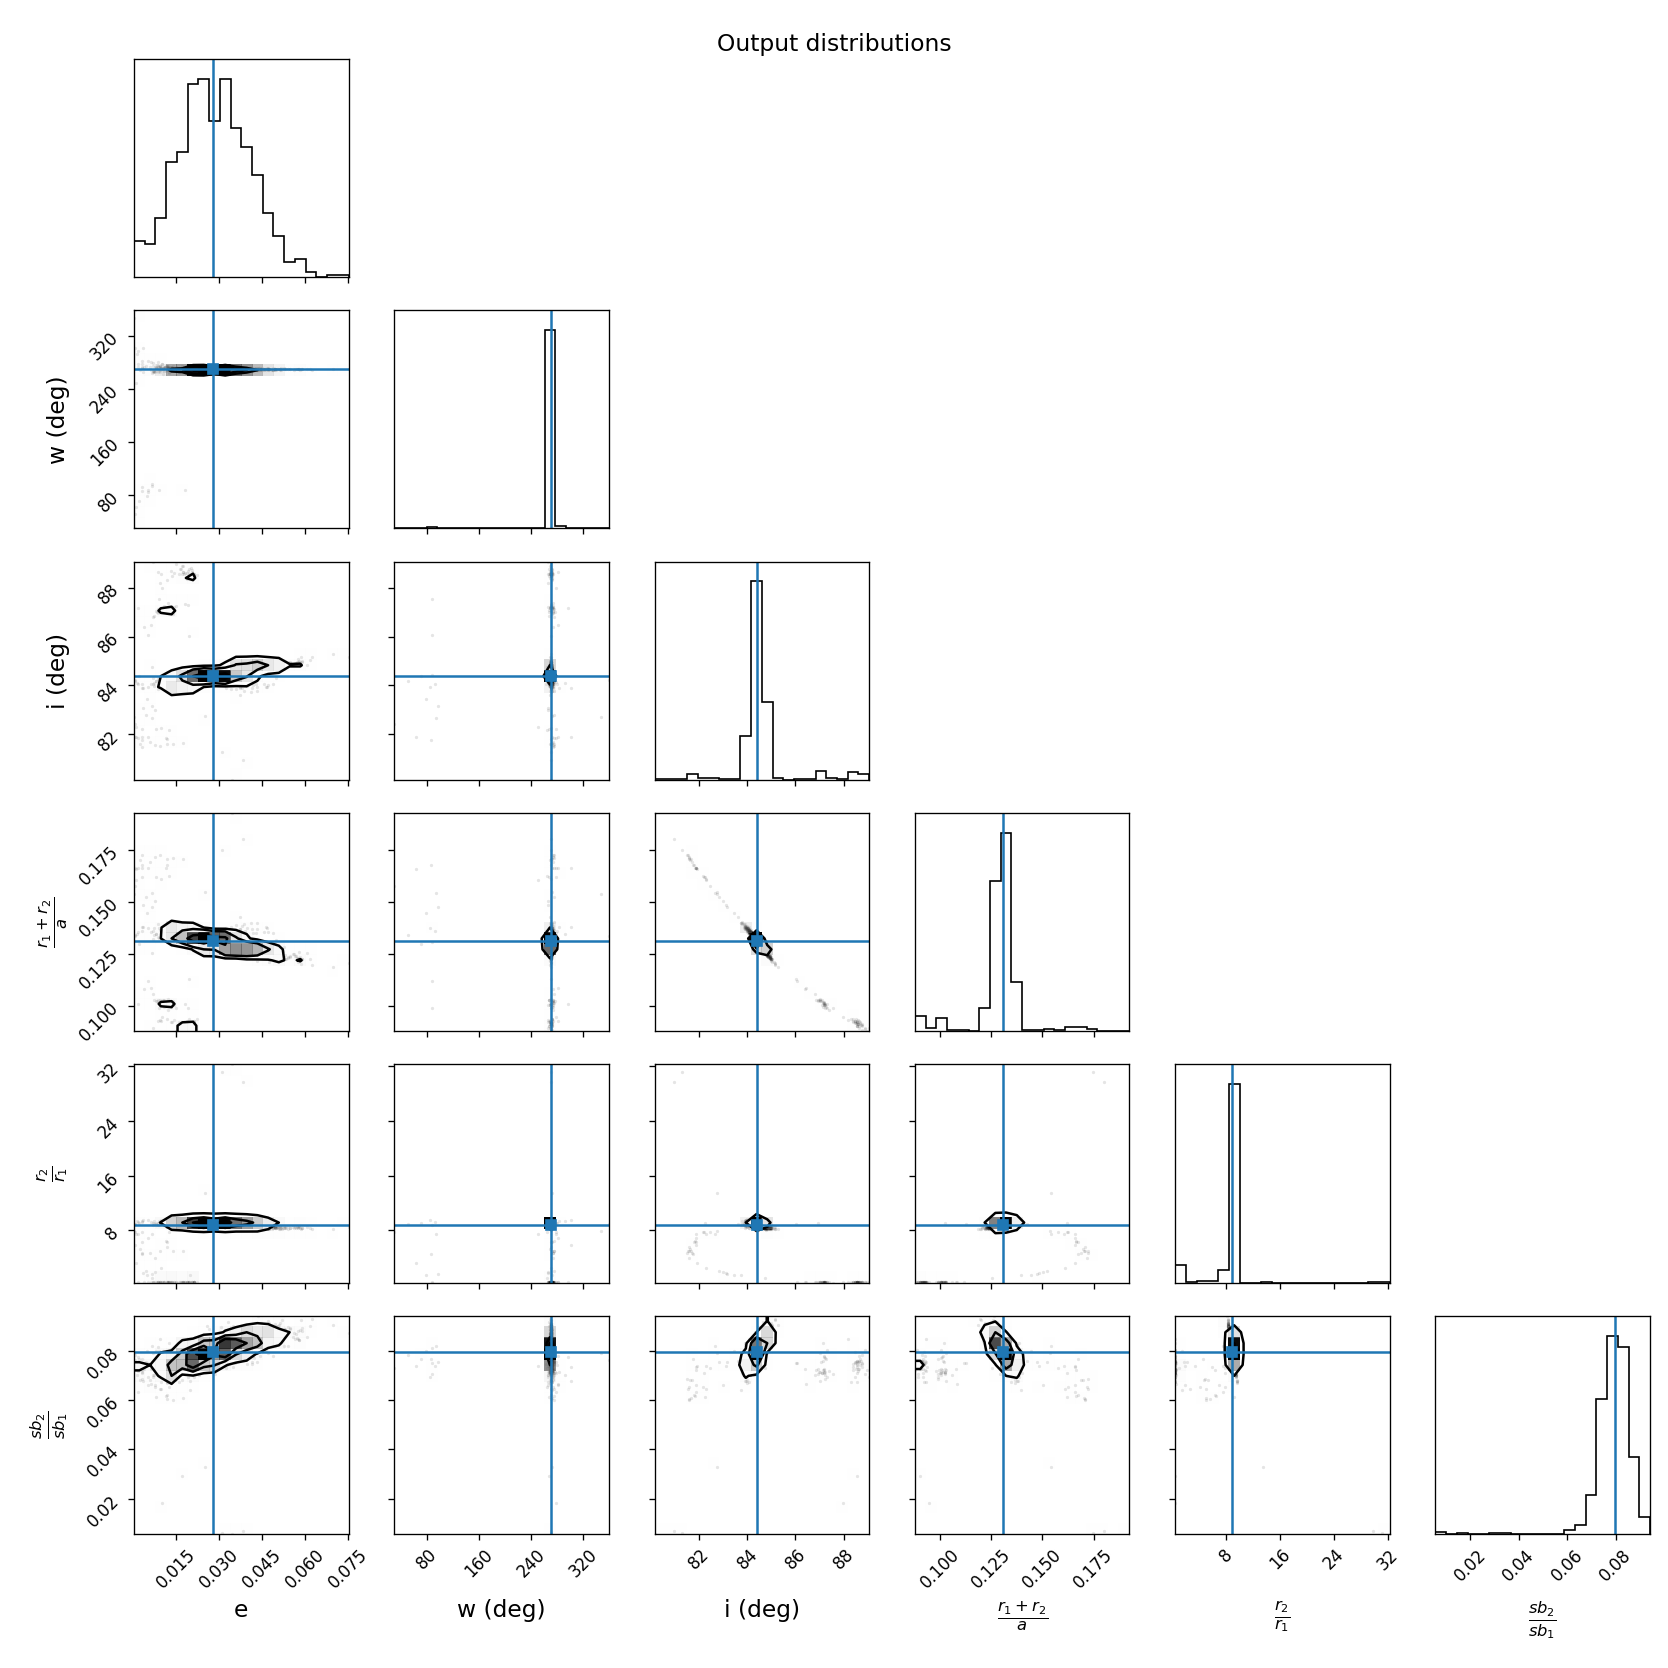 Output distributions
w (deg)
320
240
160
80
i (deg)
88
86
84
82
r₁ + r₂
a
0.175
0.150
0.125
0.100
r₂
r₁
32
24
16
8
sb₂
sb₁
0.08
0.06
0.04
0.02
0.015 0.030 0.045 0.060 0.075 80 160 240 320 82 84 86 88 0.100 0.125 0.150 0.175 8 16 24 32 0.02 0.04 0.06 0.08
e w (deg) i (deg)
r₁ + r₂
a
r₂
r₁
sb₂
sb₁